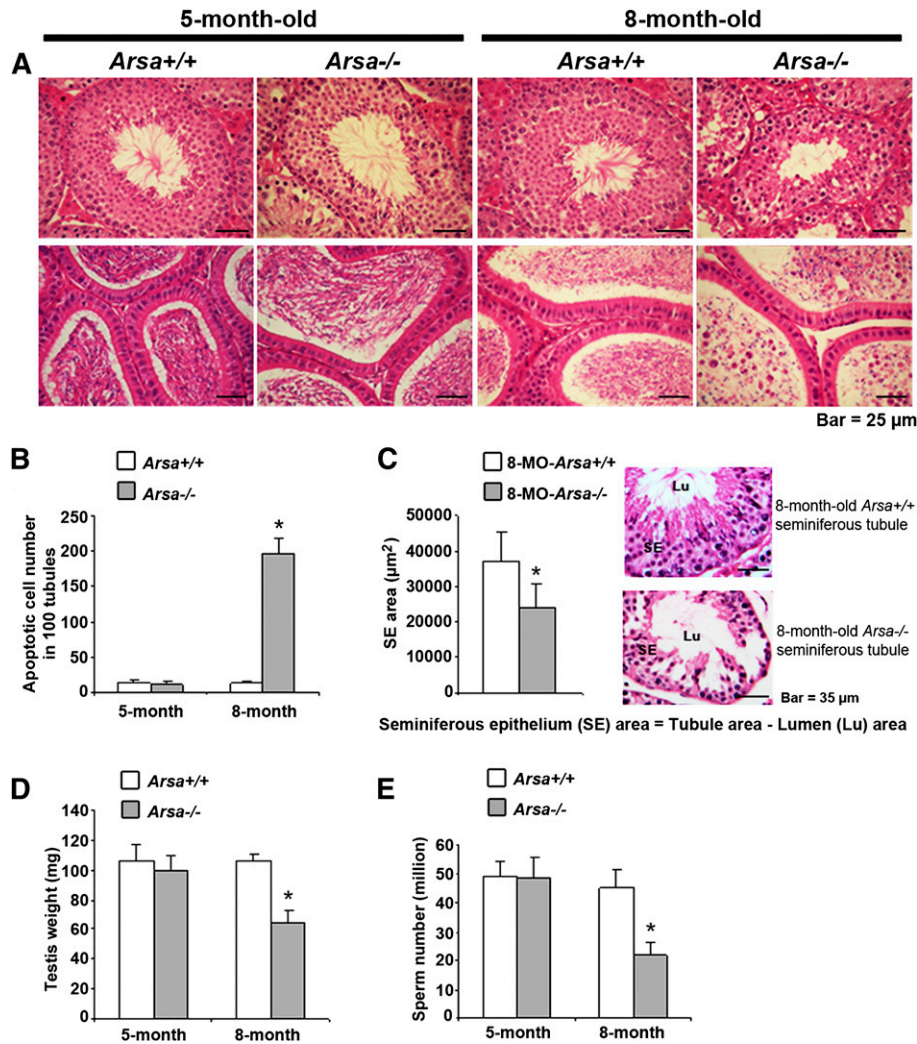 5-month-old 8-month-old
A
Arsa+/+ Arsa-/- Arsa+/+ Arsa-/-
Bar = 25 µm
B
Arsa+/+
Arsa-/-
Apoptotic cell number
in 100 tubules
250
200
150
100
50
0
*
5-month 8-month
C
8-MO-Arsa+/+
8-MO-Arsa-/-
SE area (µm²)
50000
40000
30000
20000
10000
0
*
Lu
SE
8-month-old Arsa+/+
seminiferous tubule
Lu
SE
8-month-old Arsa-/-
seminiferous tubule
Bar = 35 µm
Seminiferous epithelium (SE) area = Tubule area - Lumen (Lu) area
D
Arsa+/+
Arsa-/-
Testis weight (mg)
140
120
100
80
60
40
20
0
*
5-month 8-month
E
Arsa+/+
Arsa-/-
Sperm number (million)
60
50
40
30
20
10
0
*
5-month 8-month